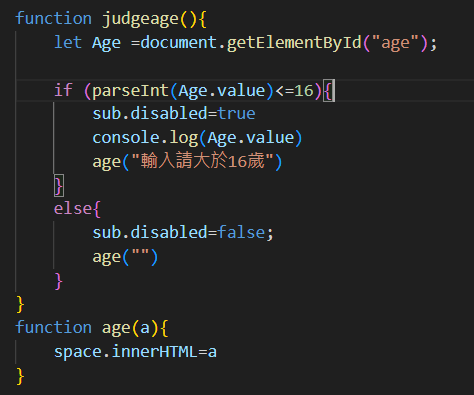 function judgeage(){
let Age =document.getElementById("age");
if (parseInt(Age.value)<=16){
sub.disabled=true
console.log(Age.value)
age("輸入請大於16歲")
}
else{
sub.disabled=false;
age("")
}
}
function age(a){
space.innerHTML=a
}